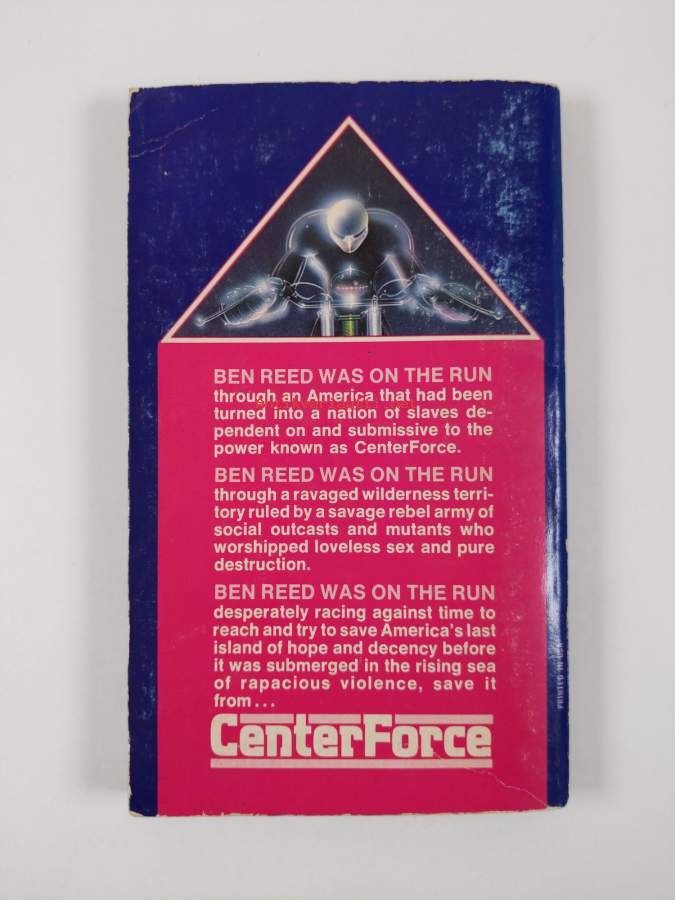 BEN REED WAS ON THE RUN
through an America that had been
turned into a nation of slaves de-
pendent on and submissive to the
power known as CenterForce.
BEN REED WAS ON THE RUN
through a ravaged wilderness terri-
tory ruled by a savage rebel army of
social outcasts and mutants who
worshipped loveless sex and pure
destruction.
BEN REED WAS ON THE RUN
desperately racing against time to
reach and try to save America's last
island of hope and decency before
it was submerged in the rising sea
of rapacious violence, save it
from...
CenterForce
PRINTED IN U.S.A.